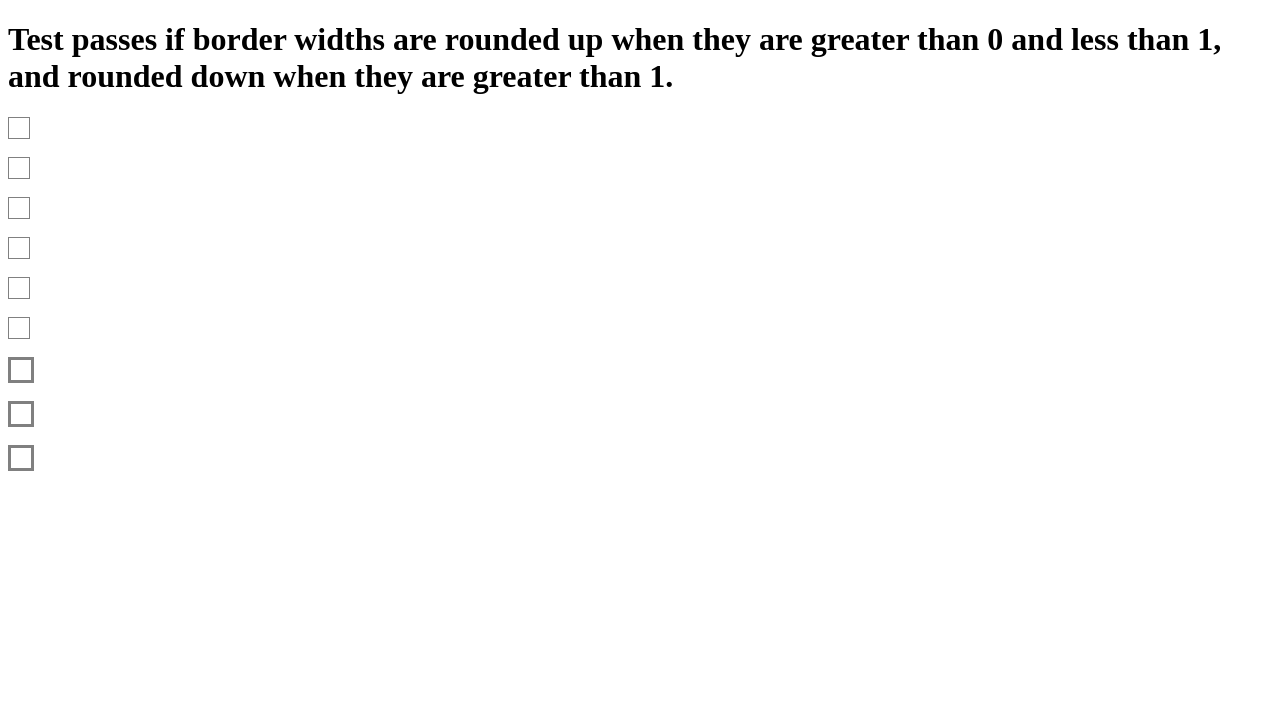 Test passes if border widths are rounded up when they are greater than 0 and less than 1,
and rounded down when they are greater than 1.